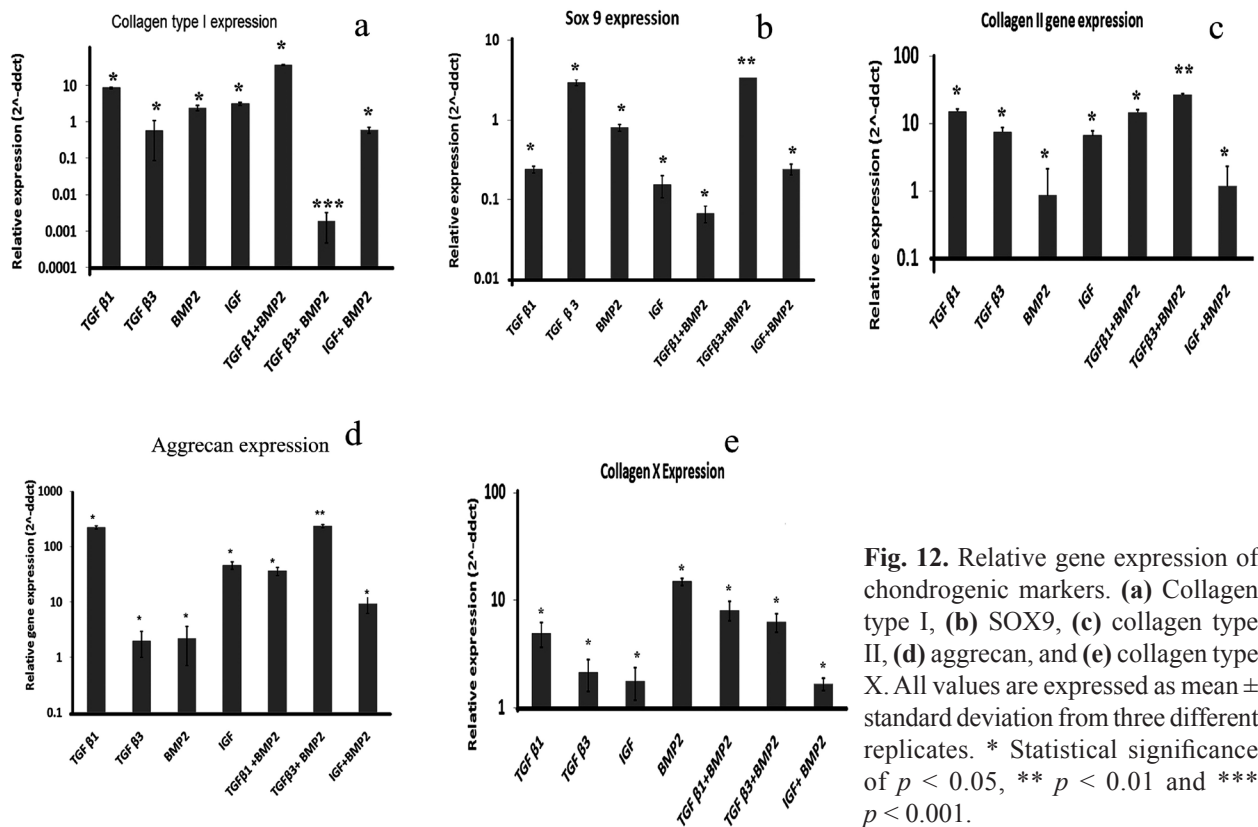 Collagen type I expression
a
Relative expression (2^-ddct)
10
1
0.1
0.01
0.001
0.0001
*
*
*
*
*
***
*
TGF β1
TGF β3
BMP2
IGF
TGF β1+BMP2
TGF β3+ BMP2
IGF+ BMP2
Sox 9 expression
b
Relative expression (2^-ddct)
10
1
0.1
0.01
*
*
*
*
*
**
*
TGF β1
TGF β 3
BMP2
IGF
TGFβ1+BMP2
TGFβ3+BMP2
IGF+BMP2
Collagen II gene expression
c
Relative expression (2^-ddct)
100
10
1
0.1
*
*
*
*
*
**
*
TGF β1
TGF β3
BMP2
IGF
TGFβ1+BMP2
TGFβ3+BMP2
IGF +BMP2
Aggrecan expression
d
Relative gene expression (2^-ddct)
1000
100
10
1
0.1
*
*
*
*
*
**
*
TGF β1
TGF β3
BMP2
IGF
TGFβ1 +BMP2
TGFβ3+ BMP2
IGF+BMP2
e
Collagen X Expression
Relative expression (2^-ddct)
100
10
1
*
*
*
*
*
*
*
TGF β1
TGF β3
IGF
BMP2
TGF β1+BMP2
TGF β3+BMP2
IGF+ BMP2
Fig. 12. Relative gene expression of
chondrogenic markers. (a) Collagen
type I, (b) SOX9, (c) collagen type
II, (d) aggrecan, and (e) collagen type
X. All values are expressed as mean ±
standard deviation from three different
replicates. * Statistical significance
of p < 0.05, ** p < 0.01 and ***
p < 0.001.